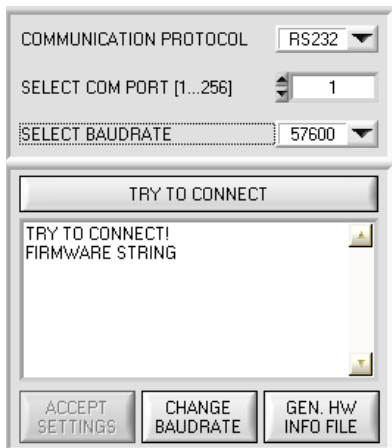 COMMUNICATION PROTOCOL RS232
SELECT COM PORT [1...256] 1
SELECT BAUDRATE 57600
TRY TO CONNECT
TRY TO CONNECT!
FIRMWARE STRING
ACCEPT SETTINGS
CHANGE BAUDRATE
GEN. HW INFO FILE